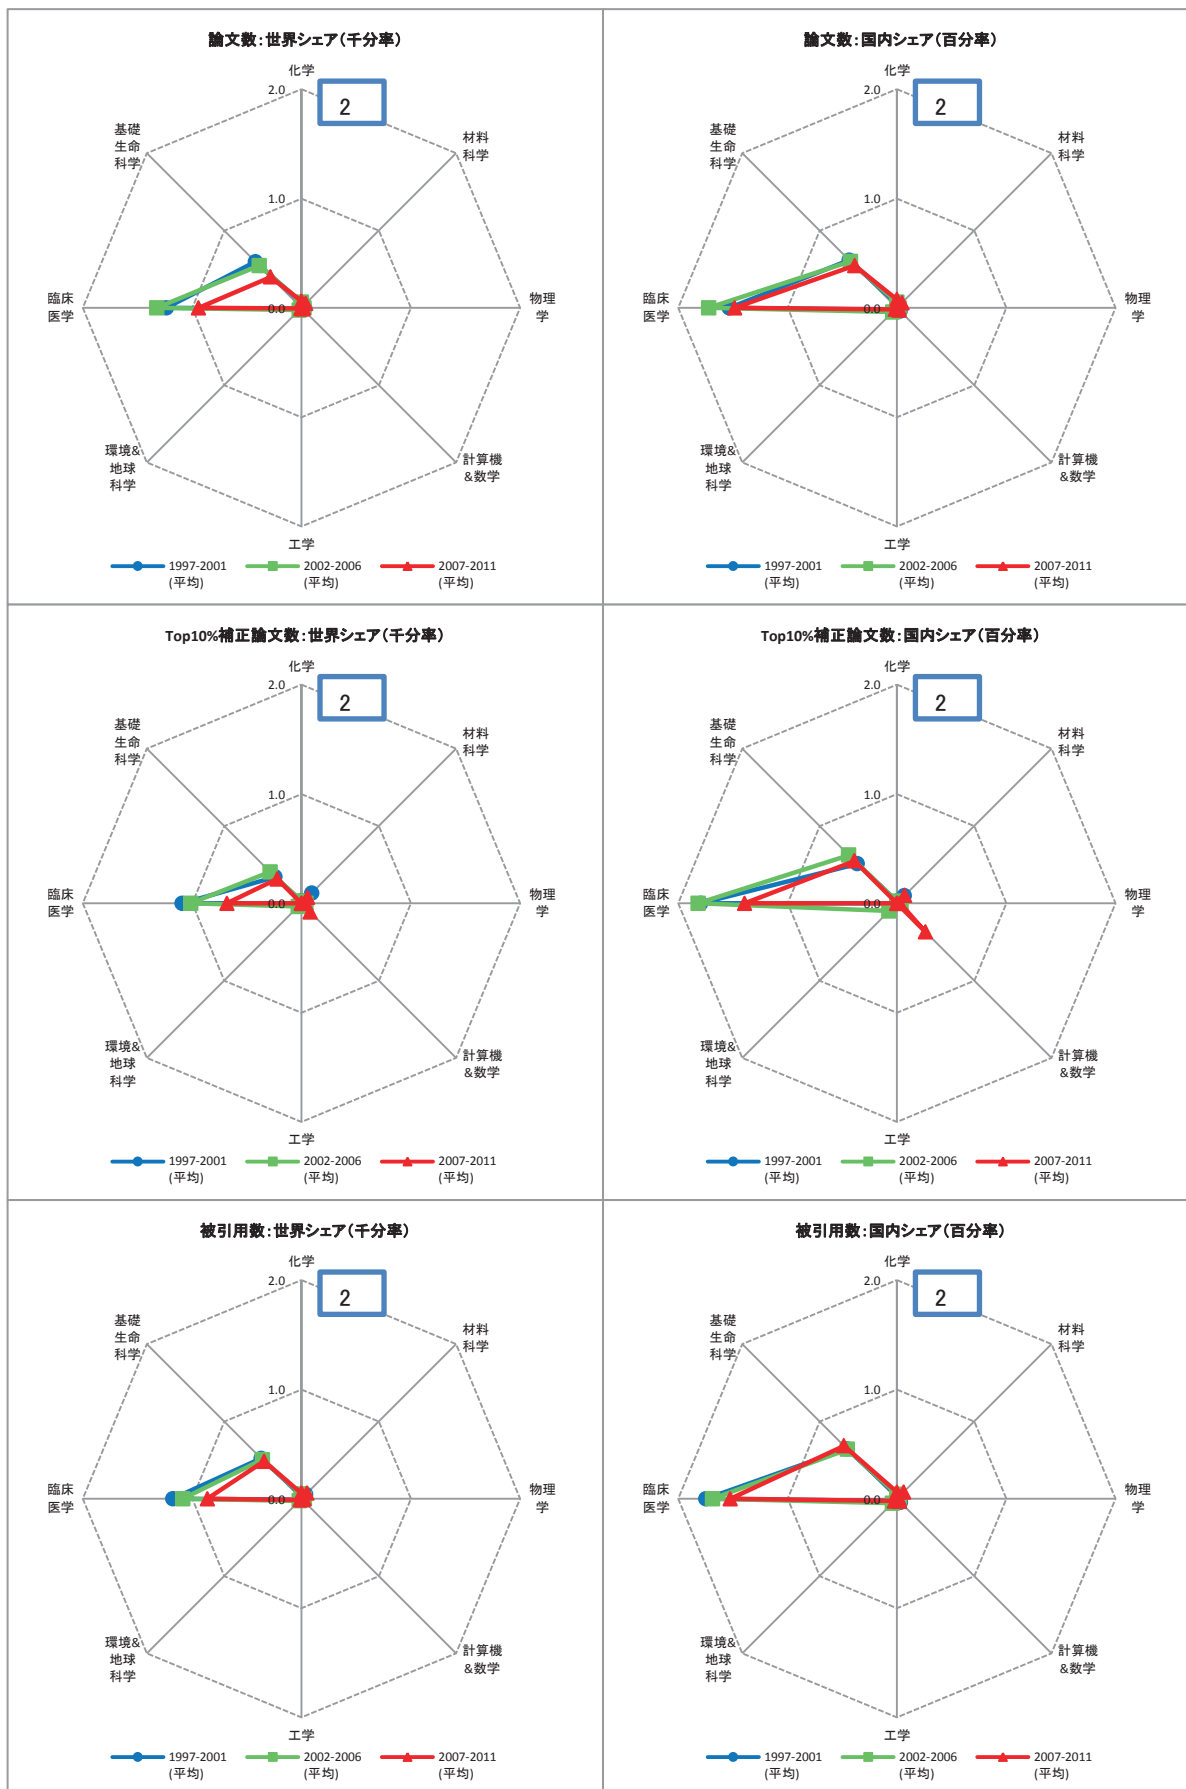 論文数：世界シェア（千分率）
化学
2.0
2
材料
科学
基礎
生命
科学
1.0
臨床
医学
0.0
物理
学
環境&
地球
科学
計算機
&数学
工学
1997-2001
(平均)
2002-2006
(平均)
2007-2011
(平均)
論文数：国内シェア（百分率）
化学
2.0
2
材料
科学
基礎
生命
科学
1.0
臨床
医学
0.0
物理
学
環境&
地球
科学
計算機
&数学
工学
1997-2001
(平均)
2002-2006
(平均)
2007-2011
(平均)
Top10%補正論文数：世界シェア（千分率）
化学
2.0
2
材料
科学
基礎
生命
科学
1.0
臨床
医学
0.0
物理
学
環境&
地球
科学
計算機
&数学
工学
1997-2001
(平均)
2002-2006
(平均)
2007-2011
(平均)
Top10%補正論文数：国内シェア（百分率）
化学
2.0
2
材料
科学
基礎
生命
科学
1.0
臨床
医学
0.0
物理
学
環境&
地球
科学
計算機
&数学
工学
1997-2001
(平均)
2002-2006
(平均)
2007-2011
(平均)
被引用数：世界シェア（千分率）
化学
2.0
2
材料
科学
基礎
生命
科学
1.0
臨床
医学
0.0
物理
学
環境&
地球
科学
計算機
&数学
工学
1997-2001
(平均)
2002-2006
(平均)
2007-2011
(平均)
被引用数：国内シェア（百分率）
化学
2.0
2
材料
科学
基礎
生命
科学
1.0
臨床
医学
0.0
物理
学
環境&
地球
科学
計算機
&数学
工学
1997-2001
(平均)
2002-2006
(平均)
2007-2011
(平均)